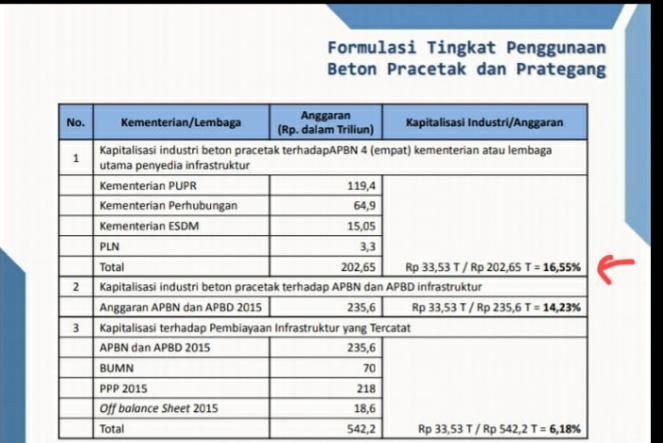 Formulasi Tingkat Penggunaan
Beton Pracetak dan Prategang
No. Kementerian/Lembaga Anggaran (Rp. dalam Triliun) Kapitalisasi Industri/Anggaran
1 Kapitalisasi industri beton pracetak terhadapAPBN 4 (empat) kementerian atau lembaga
utama penyedia infrastruktur
Kementerian PUPR 119,4
Kementerian Perhubungan 64,9
Kementerian ESDM 15,05
PLN 3,3
Total 202,65 Rp 33,53 T / Rp 202,65 T = 16,55%
2 Kapitalisasi industri beton pracetak terhadap APBN dan APBD infrastruktur
Anggaran APBN dan APBD 2015 235,6 Rp 33,53 T / Rp 235,6 T = 14,23%
3 Kapitalisasi terhadap Pembiayaan Infrastruktur yang Tercatat
APBN dan APBD 2015 235,6
BUMN 70
PPP 2015 218
Off balance Sheet 2015 18,6
Total 542,2 Rp 33,53 T / Rp 542,2 T = 6,18%